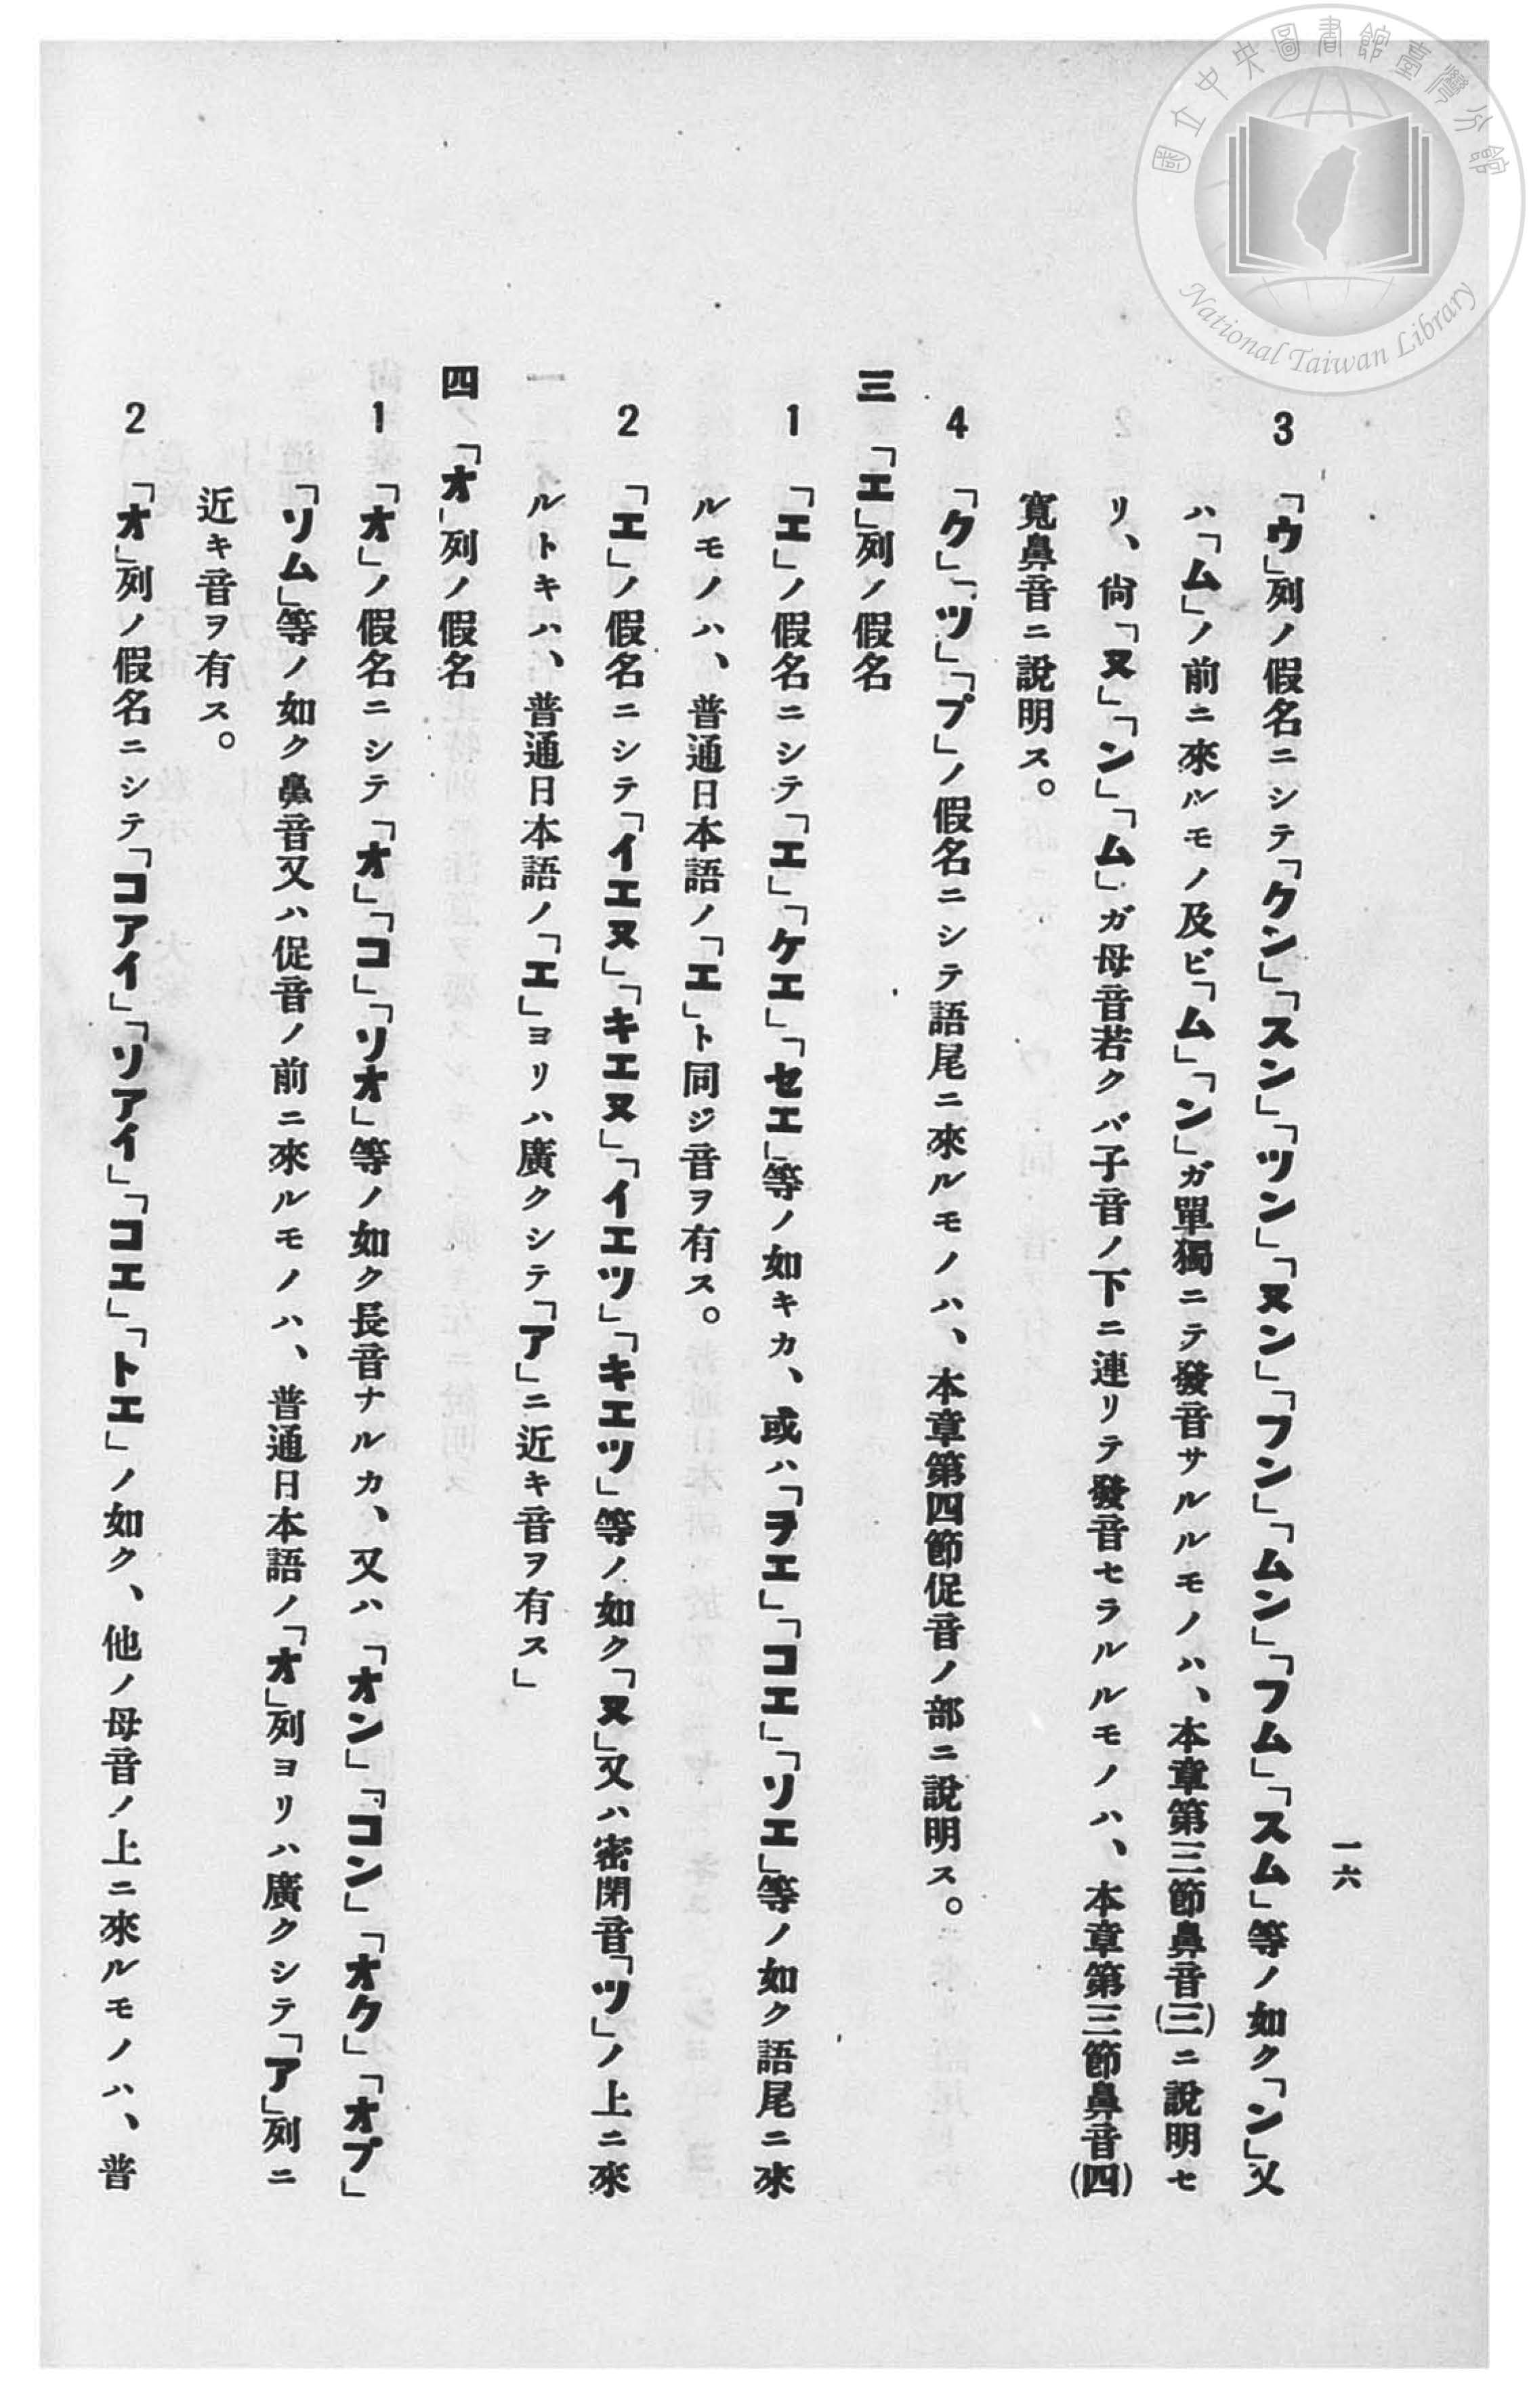 國立中央圖書館臺灣分館
National Taiwan Library
一六
3 「ウ」列ノ假名ニシテ「クン」「スン」「ツン」「ヌン」「フン」「ムン」「フム」「スム」等ノ如ク「ン」又
ハ「ム」ノ前ニ來ルモノ及ビ「ム」「ン」ガ單獨ニテ發音サルルモノハ、本章第三節鼻音(三)ニ說明セ
リ、尙「ヌ」「ン」「ム」ガ母音若クバ子音ノ下ニ連リテ發音セラルルモノハ、本章第三節鼻音(四)
寬鼻音ニ說明ス。
4 「ク」「ツ」「プ」ノ假名ニシテ語尾ニ來ルモノハ、本章第四節促音ノ部ニ說明ス。
三 「エ」列ノ假名
1 「エ」ノ假名ニシテ「エ」「ケエ」「セエ」等ノ如キカ、或ハ「ヲエ」「コエ」「ソエ」等ノ如ク語尾ニ來
ルモノハ、普通日本語ノ「エ」ト同ジ音ヲ有ス。
2 「エ」ノ假名ニシテ「イエヌ」「キエヌ」「イエツ」「キエツ」等ノ如ク「ヌ」又ハ密閉音「ツ」ノ上ニ來
ルトキハ、普通日本語ノ「エ」ヨリハ廣クシテ「ア」ニ近キ音ヲ有ス」
四 「オ」列ノ假名
1 「オ」ノ假名ニシテ「オ」「コ」「ソオ」等ノ如ク長音ナルカ、又ハ「オン」「コン」「オク」「オプ」
「ソム」等ノ如ク鼻音又ハ促音ノ前ニ來ルモノハ、普通日本語ノ「オ」列ヨリハ廣クシテ「ア」列ニ
近キ音ヲ有ス。
2 「オ」列ノ假名ニシテ「コアイ」「ソアイ」「コエ」「トエ」ノ如ク、他ノ母音ノ上ニ來ルモノハ、普